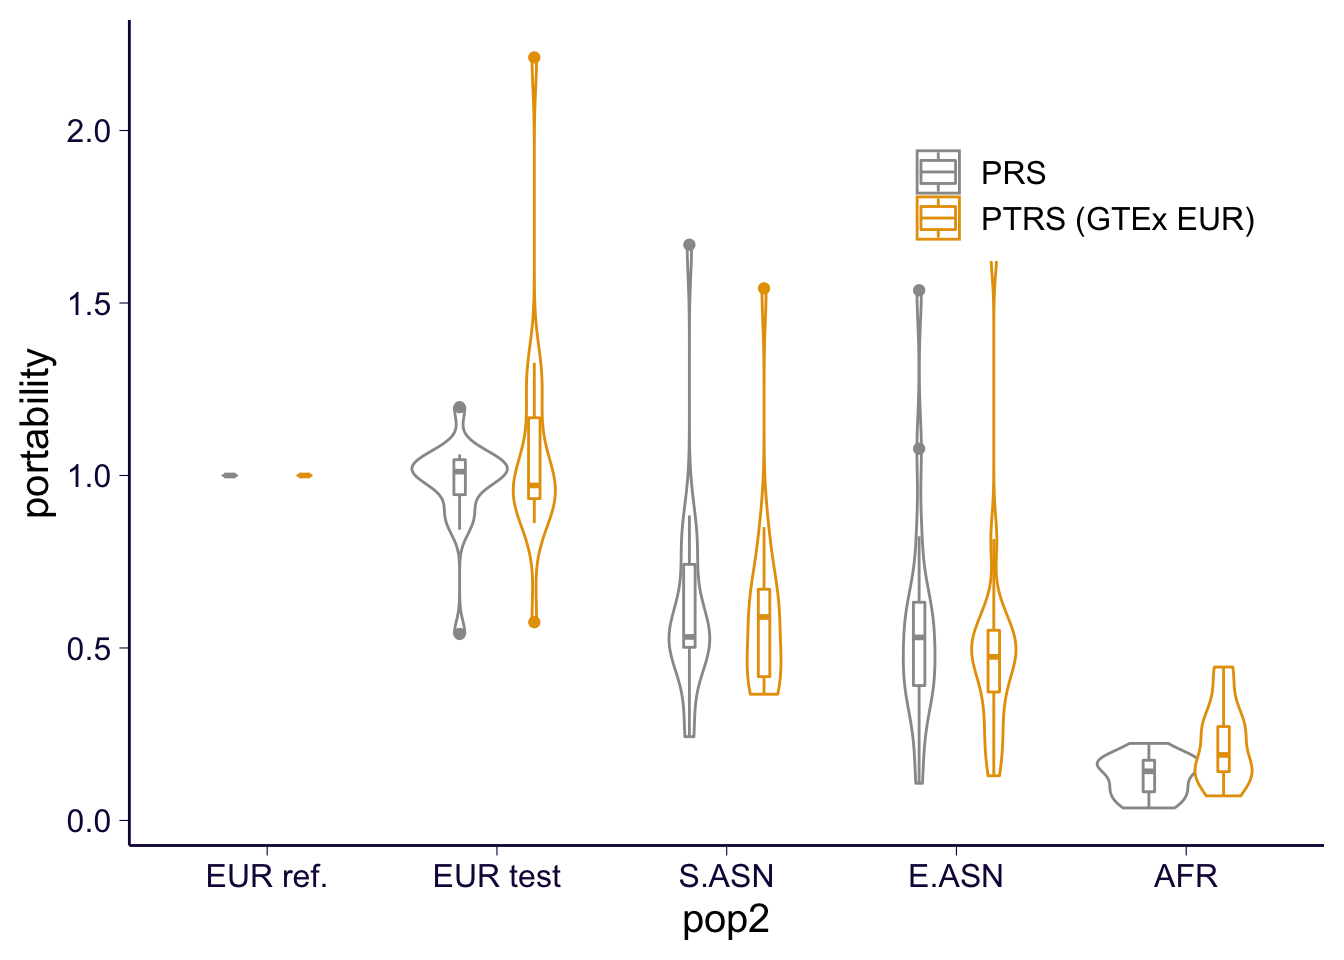 2.0
1.5
1.0
0.5
0.0
portability
PRS
PTRS (GTEx EUR)
EUR ref.
EUR test
S.ASN
E.ASN
AFR
pop2